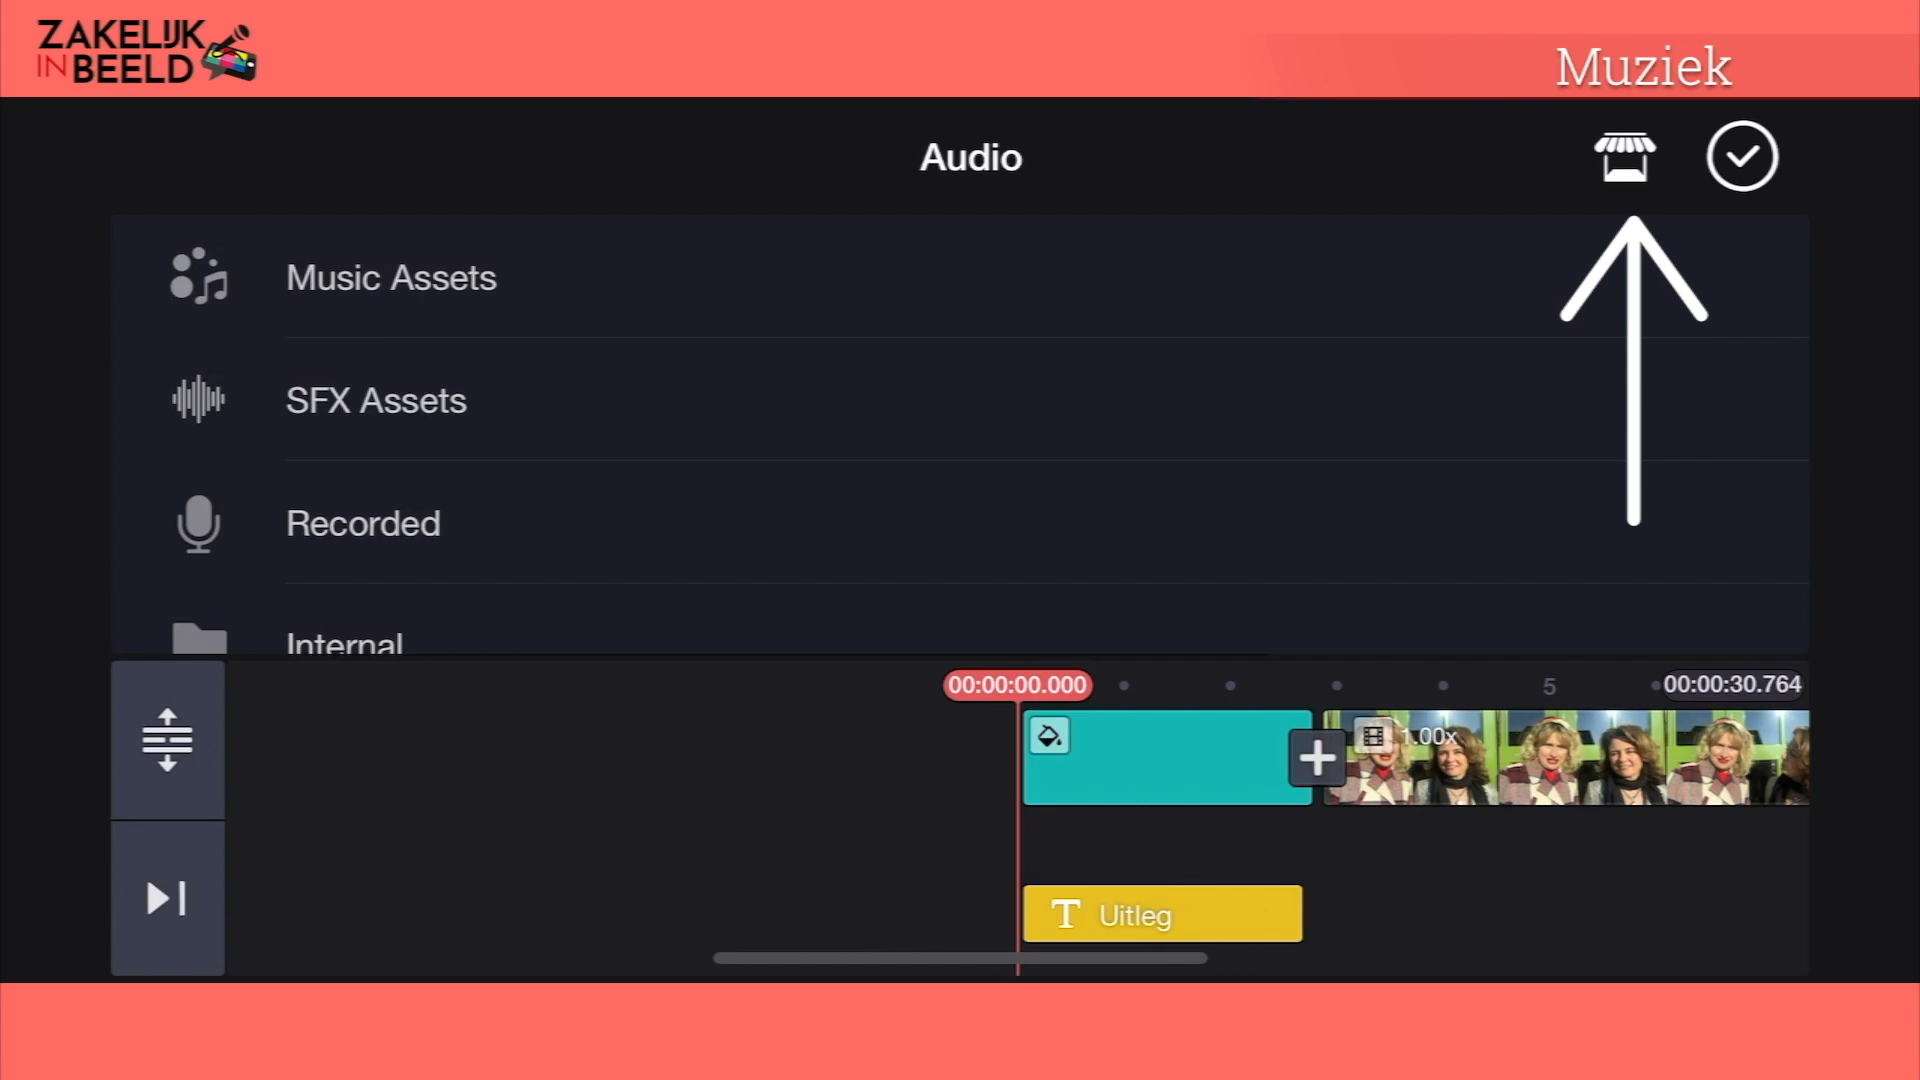 ZAKELIJK
IN BEELD
Muziek
Audio
Music Assets
SFX Assets
Recorded
Internal
00:00:00.000
5
00:00:30.764
1.00x
T Uitleg